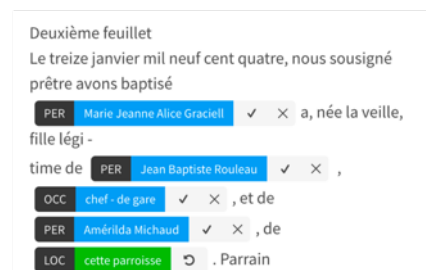 Deuxième feuillet
Le treize janvier mil neuf cent quatre, nous sousigné
prêtre avons baptisé
PER Marie Jeanne Alice Graciell ✓ × a, née la veille,
fille légi -
time de PER Jean Baptiste Rouleau ✓ × ,
OCC chef - de gare ✓ × , et de
PER Amérilda Michaud ✓ × , de
LOC cette parroisse . Parrain